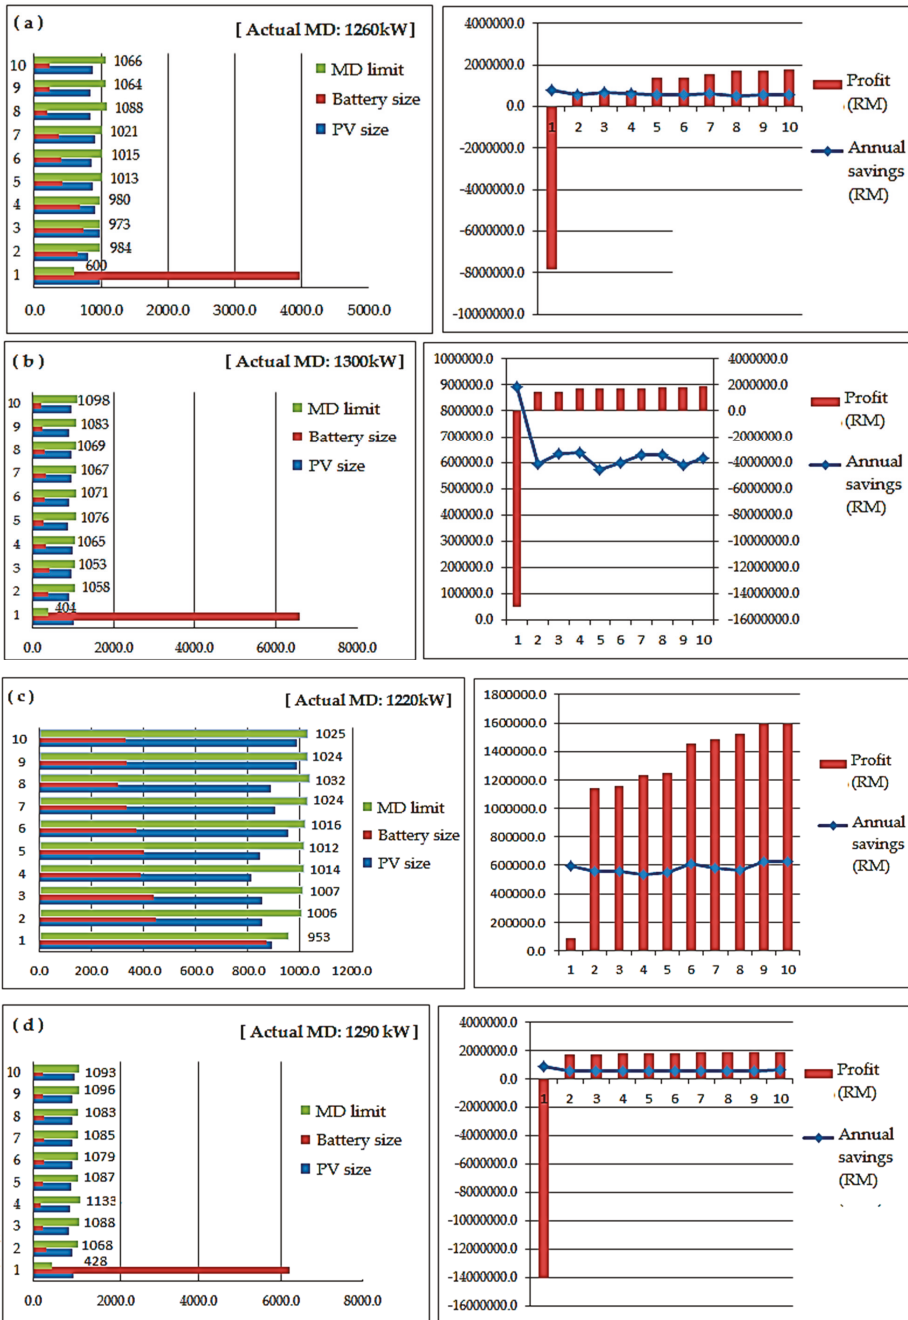 ( a )
[ Actual MD: 1260kW ]
10
1066
9
1064
8
1088
7
1021
6
1015
5
1013
4
980
3
973
2
984
1
600
0.0 1000.0 2000.0 3000.0 4000.0 5000.0
MD limit
Battery size
PV size
4000000.0
2000000.0
0.0
-2000000.0
-4000000.0
-6000000.0
-8000000.0
-10000000.0
1 2 3 4 5 6 7 8 9 10
Profit
(RM)
Annual
savings
(RM)
( b )
[ Actual MD: 1300kW ]
10
1098
9
1083
8
1069
7
1067
6
1071
5
1076
4
1065
3
1053
2
1058
1
404
0.0 2000.0 4000.0 6000.0 8000.0
MD limit
Battery size
PV size
1000000.0
900000.0
800000.0
700000.0
600000.0
500000.0
400000.0
300000.0
200000.0
100000.0
0.0
1 2 3 4 5 6 7 8 9 10
4000000.0
2000000.0
0.0
-2000000.0
-4000000.0
-6000000.0
-8000000.0
-10000000.0
-12000000.0
-14000000.0
-16000000.0
Profit
(RM)
Annual
savings
(RM)
( c )
[ Actual MD: 1220kW ]
10
1025
9
1024
8
1032
7
1024
6
1016
5
1012
4
1014
3
1007
2
1006
1
953
0.0 200.0 400.0 600.0 800.0 1000.0 1200.0
MD limit
Battery size
PV size
1800000.0
1600000.0
1400000.0
1200000.0
1000000.0
800000.0
600000.0
400000.0
200000.0
0.0
1 2 3 4 5 6 7 8 9 10
Profit
(RM)
Annual
savings
(RM)
( d )
[ Actual MD: 1290 kW ]
10
1093
9
1096
8
1083
7
1085
6
1079
5
1087
4
1133
3
1088
2
1068
1
428
0.0 2000.0 4000.0 6000.0 8000.0
MD limit
Battery size
PV size
4000000.0
2000000.0
0.0
-2000000.0
-4000000.0
-6000000.0
-8000000.0
-10000000.0
-12000000.0
-14000000.0
-16000000.0
1 2 3 4 5 6 7 8 9 10
Profit
(RM)
Annual
savings
(RM)